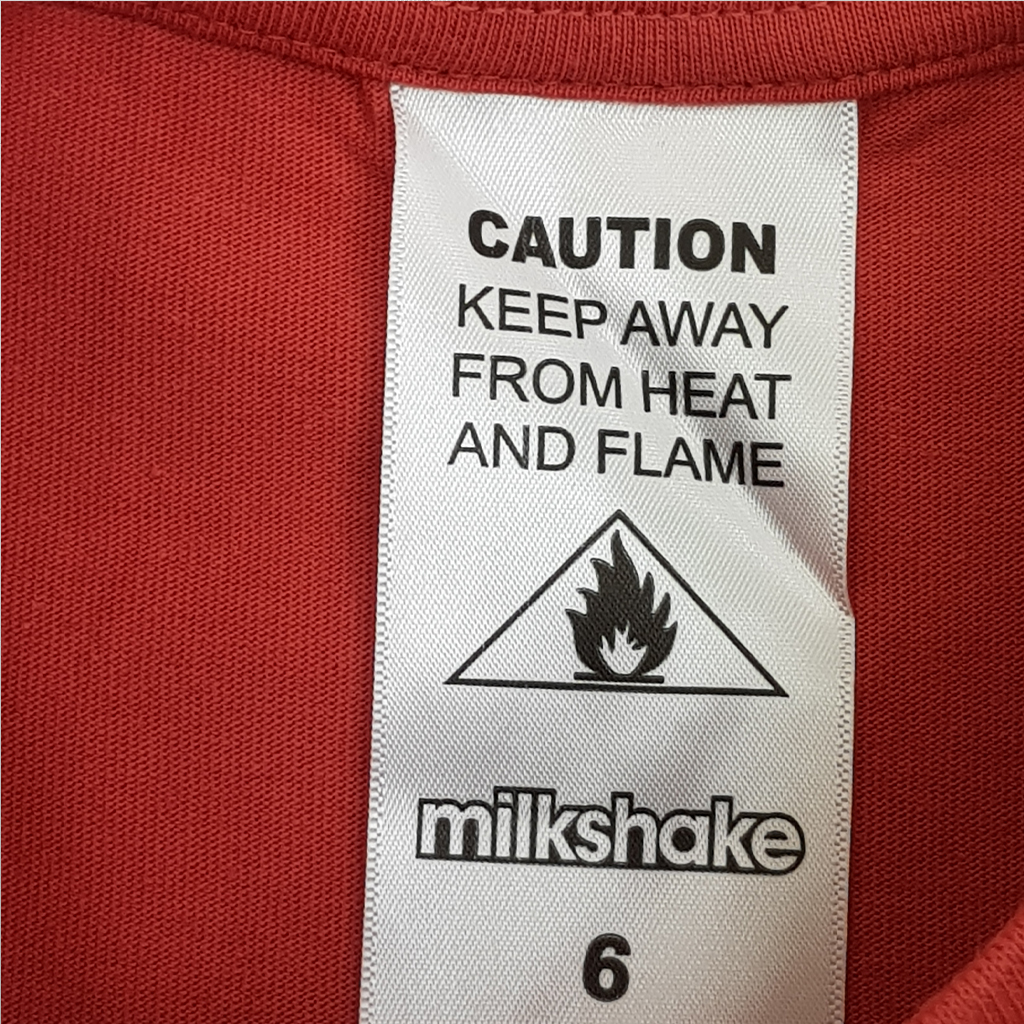 CAUTION
KEEP AWAY
FROM HEAT
AND FLAME
milkshake
6